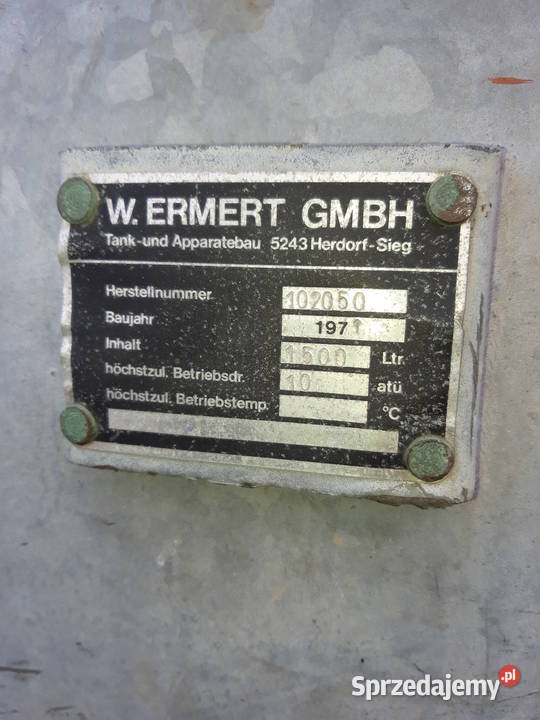 W. ERMERT GMBH
Tank-und Apparatebau 5243 Herdorf-Sieg
Herstellnummer 102050
Baujahr 197
Inhalt 1500 Ltr.
höchstzul. Betriebsdr. 10 atü
höchstzul. Betriebstemp. °C
Sprzedajemy.pl